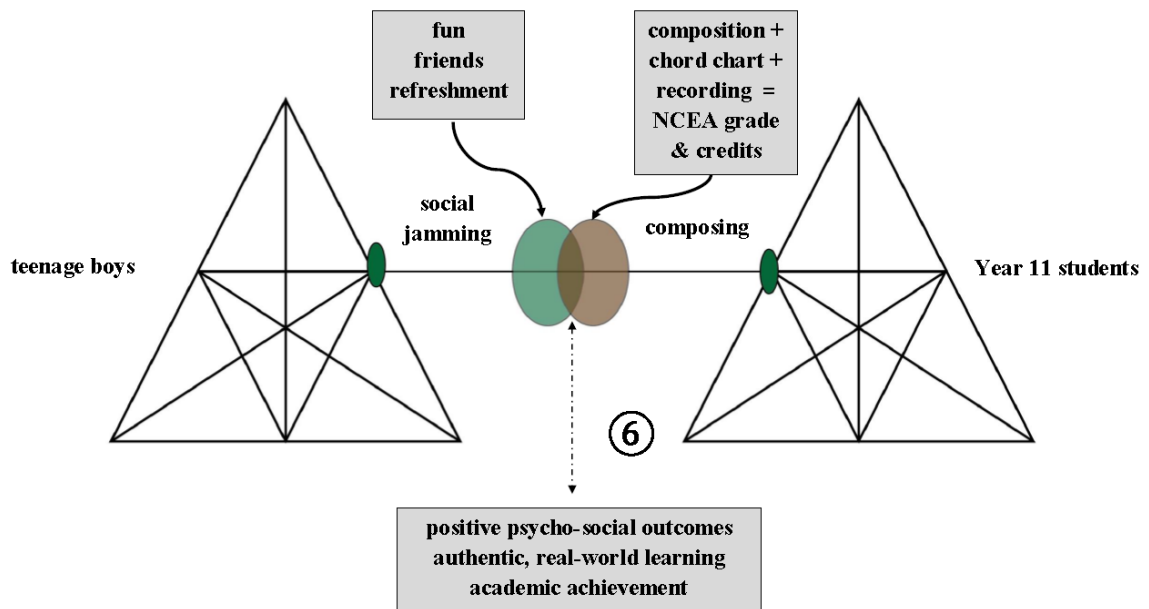 fun
friends
refreshment
composition +
chord chart +
recording =
NCEA grade
& credits
social
jamming
composing
teenage boys
Year 11 students
6
positive psycho-social outcomes
authentic, real-world learning
academic achievement